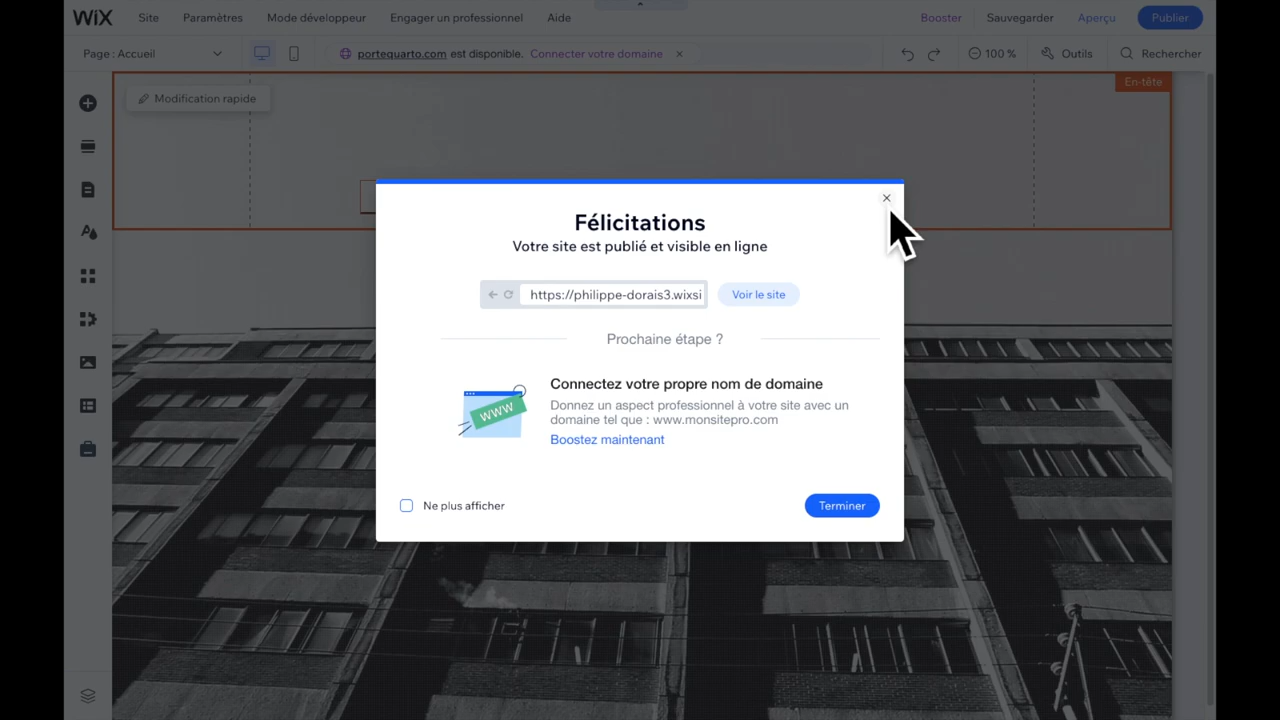 WiX Site Paramètres Mode développeur Engager un professionnel Aide Booster Sauvegarder Aperçu Publier
Page : Accueil portequarto.com est disponible. Connecter votre domaine 100 % Outils Rechercher
En-tête
Modification rapide
Félicitations
Votre site est publié et visible en ligne
https://philippe-dorais3.wixsi Voir le site
Prochaine étape ?
Connectez votre propre nom de domaine
Donnez un aspect professionnel à votre site avec un
domaine tel que : www.monsitepro.com
WWW
Boostez maintenant
Ne plus afficher Terminer